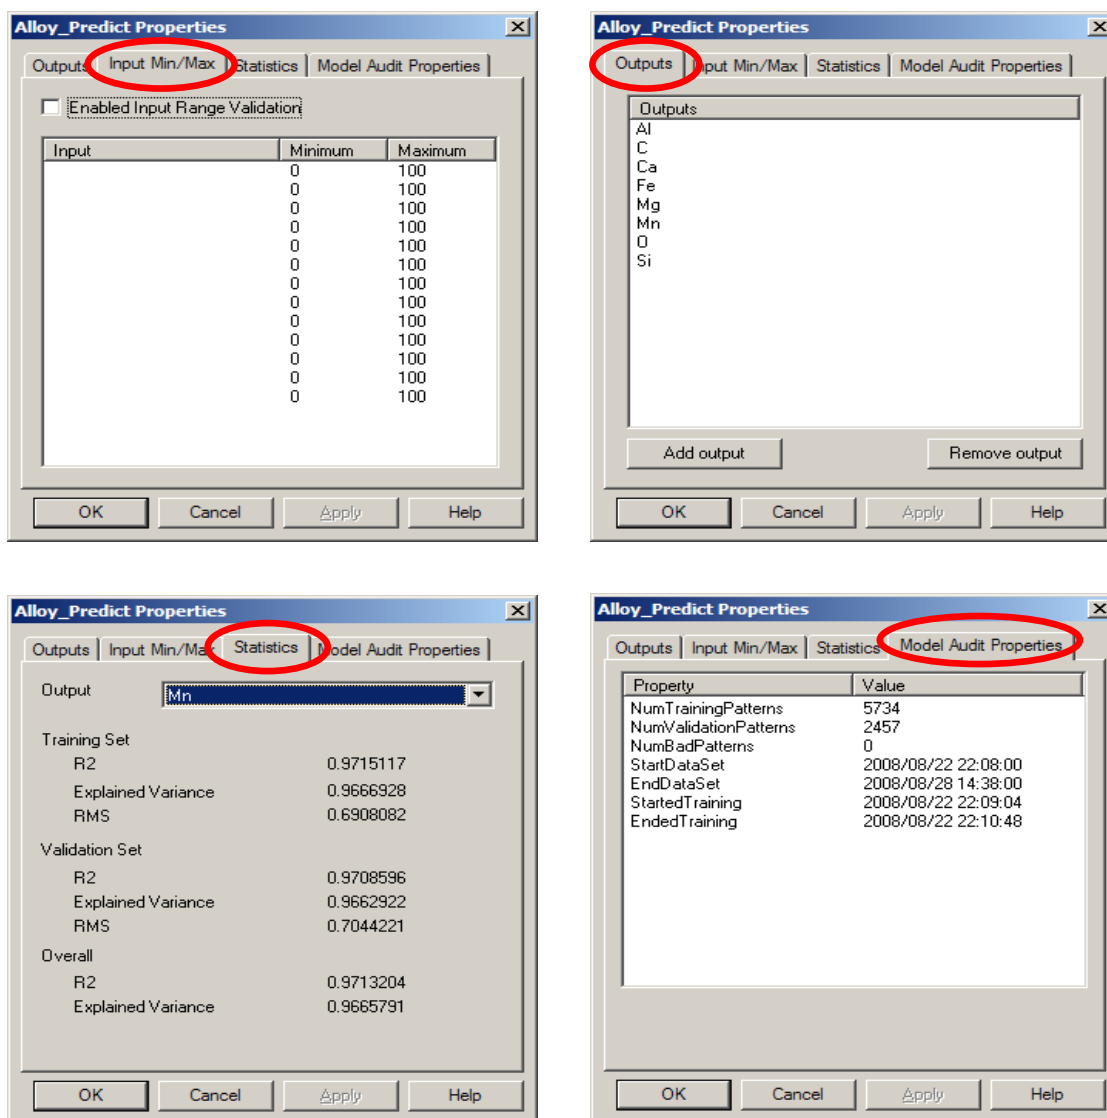 Alloy_Predict Properties
Outputs Input Min/Max Statistics Model Audit Properties
Enabled Input Range Validation
Input Minimum Maximum
0 100
0 100
0 100
0 100
0 100
0 100
0 100
0 100
0 100
0 100
0 100
0 100
0 100
OK Cancel Apply Help
Alloy_Predict Properties
Outputs Input Min/Max Statistics Model Audit Properties
Outputs
Al
C
Ca
Fe
Mg
Mn
O
Si
Add output Remove output
OK Cancel Apply Help
Alloy_Predict Properties
Outputs Input Min/Max Statistics Model Audit Properties
Output Mn
Training Set
R2 0.9715117
Explained Variance 0.9666928
RMS 0.6908082
Validation Set
R2 0.9708596
Explained Variance 0.9662922
RMS 0.7044221
Overall
R2 0.9713204
Explained Variance 0.9665791
OK Cancel Apply Help
Alloy_Predict Properties
Outputs Input Min/Max Statistics Model Audit Properties
Property Value
NumTrainingPatterns 5734
NumValidationPatterns 2457
NumBadPatterns 0
StartDataSet 2008/08/22 22:08:00
EndDataSet 2008/08/28 14:38:00
StartedTraining 2008/08/22 22:09:04
EndedTraining 2008/08/22 22:10:48
OK Cancel Apply Help